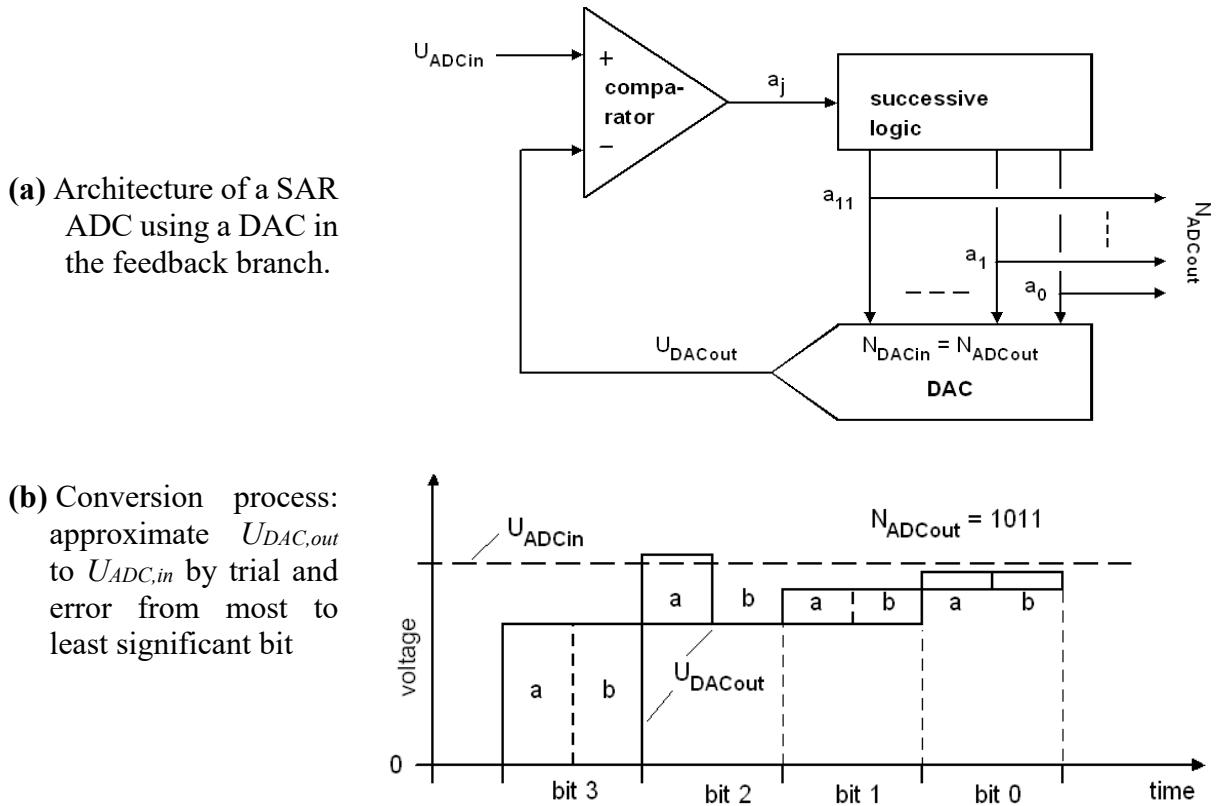 (a) Architecture of a SAR
ADC using a DAC in
the feedback branch.
U_ADCin
+
compa-
rator
−
a_j
successive
logic
a_11
a_1
a_0
N_ADCout
U_DACout
N_DACin = N_ADCout
DAC
(b) Conversion process:
approximate U_DAC,out
to U_ADC,in by trial and
error from most to
least significant bit
voltage
U_ADCin
N_ADCout = 1011
a b a b a b
a b
U_DACout
0
bit 3 bit 2 bit 1 bit 0 time